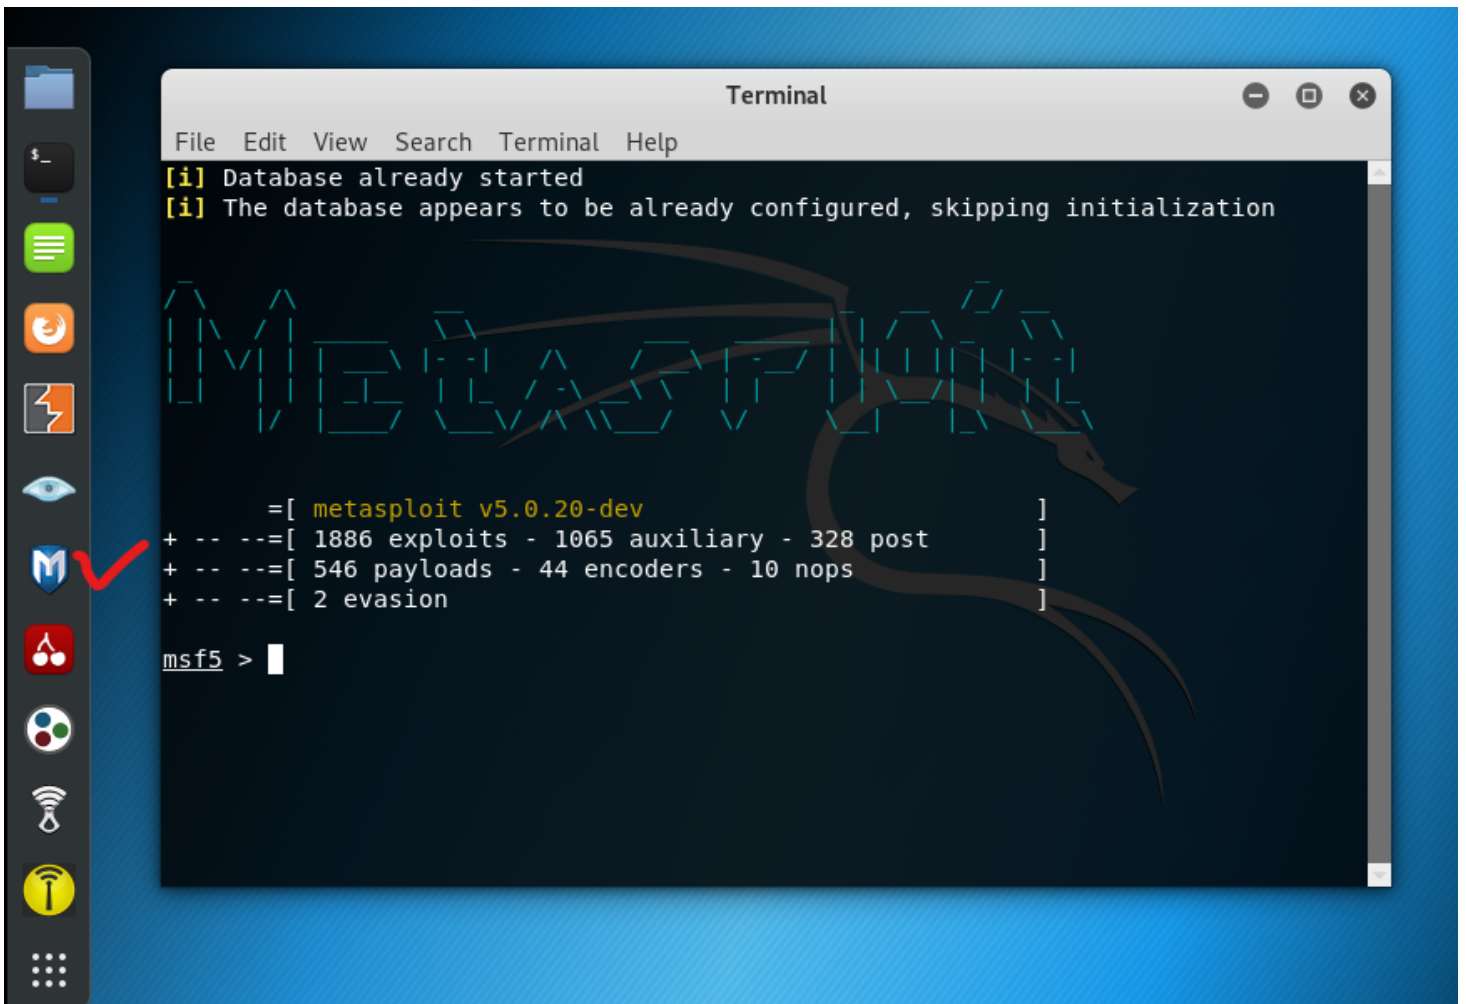 Terminal
File Edit View Search Terminal Help
[i] Database already started
[i] The database appears to be already configured, skipping initialization
METASPLOIT
=[ metasploit v5.0.20-dev ]
+ -- --=[ 1886 exploits - 1065 auxiliary - 328 post ]
+ -- --=[ 546 payloads - 44 encoders - 10 nops ]
+ -- --=[ 2 evasion ]
msf5 >
$_
M